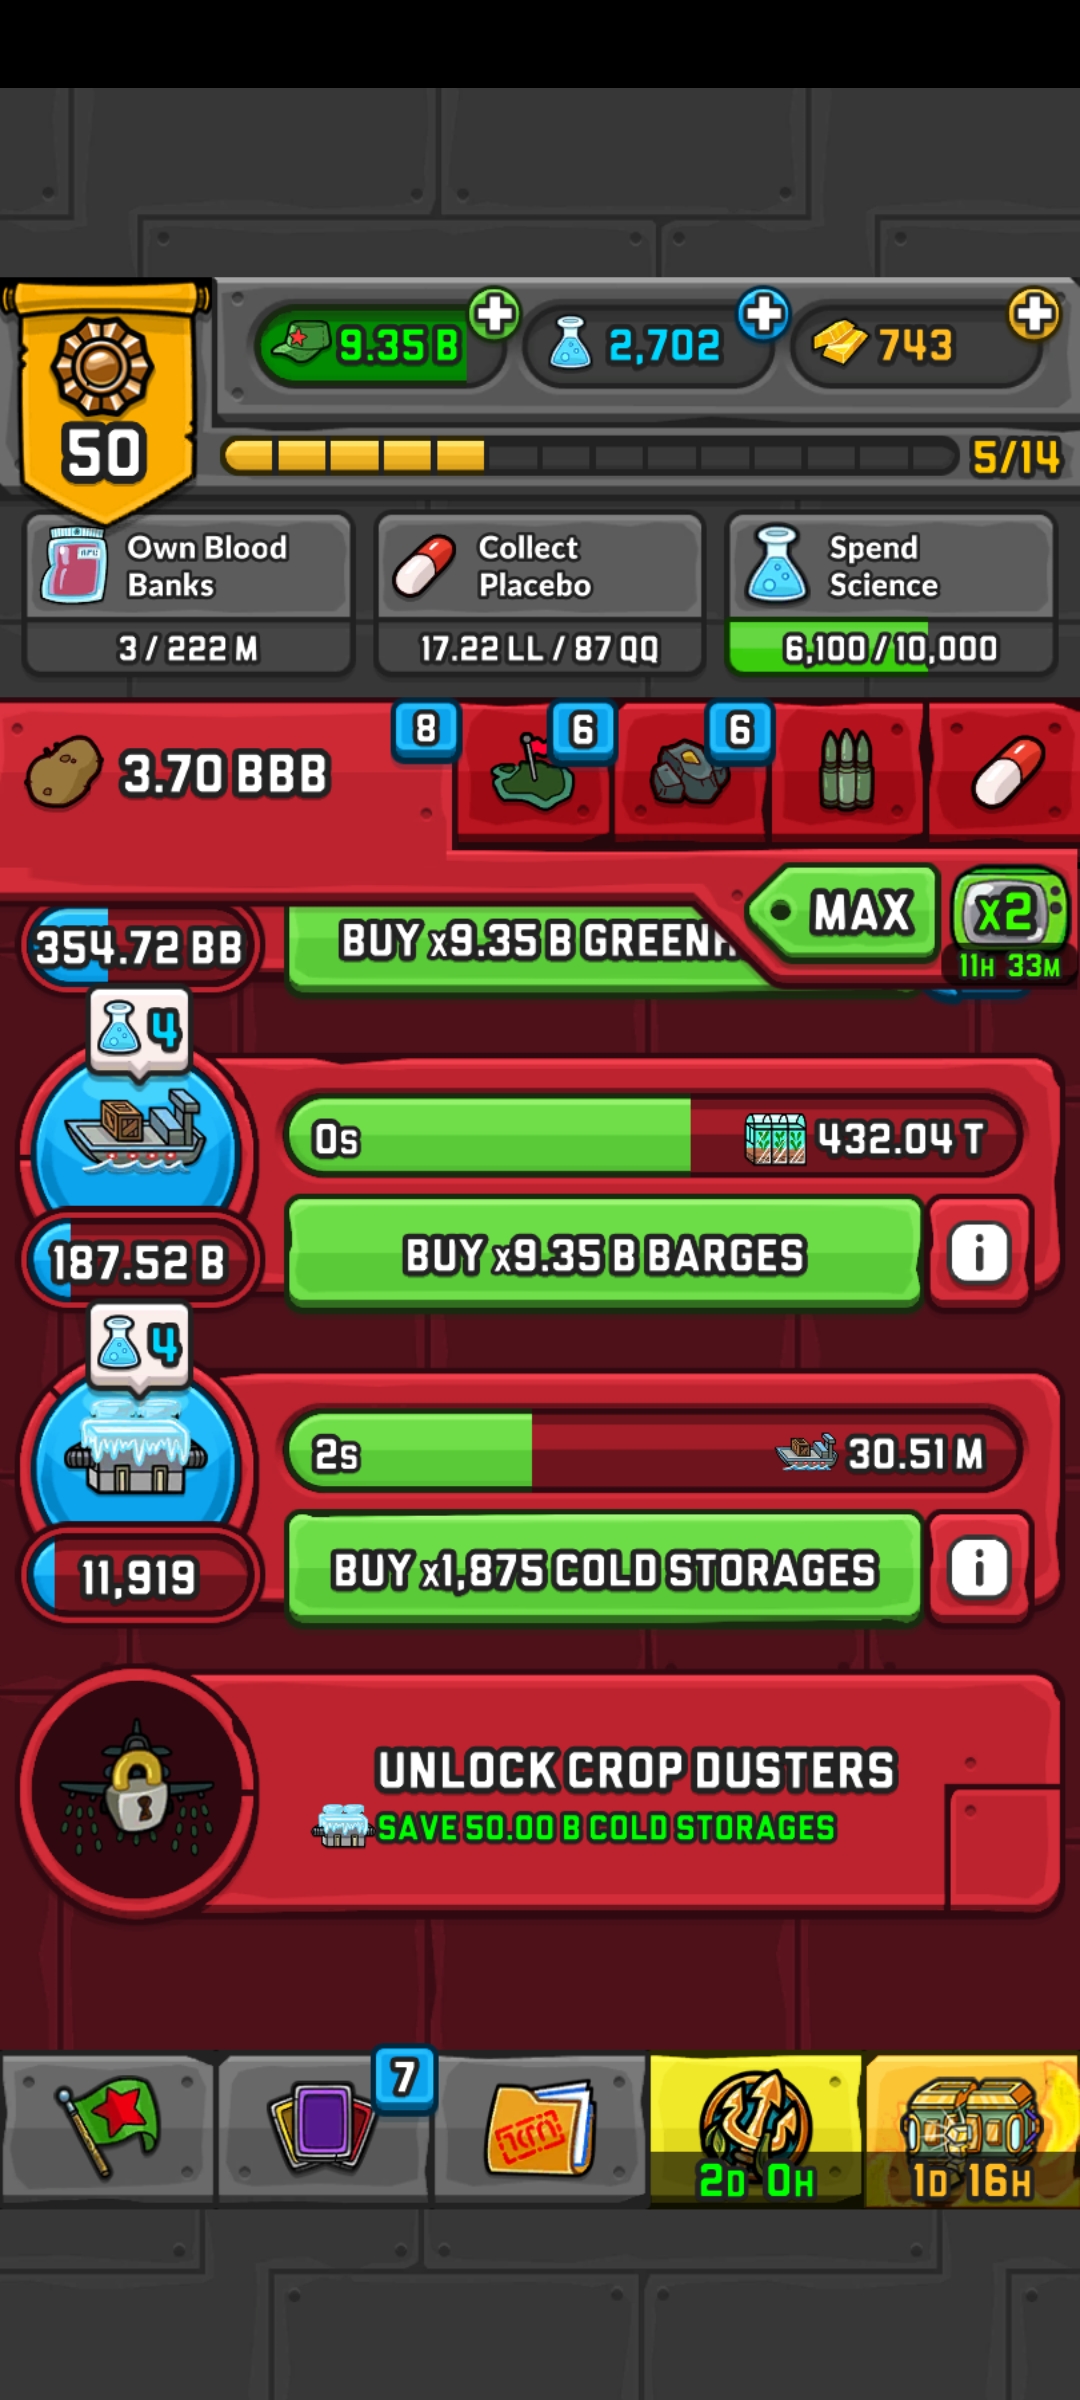 50
9.35 B
2,702
743
5/14
Own Blood
Banks
3 / 222 M
Collect
Placebo
17.22 LL / 87 QQ
Spend
Science
6,100 / 10,000
3.70 BBB
8
6
6
MAX
x2
11H 33M
354.72 BB
BUY x9.35 B GREENH
4
0s
432.04 T
187.52 B
BUY x9.35 B BARGES
i
4
2s
30.51 M
11,919
BUY x1,875 COLD STORAGES
i
UNLOCK CROP DUSTERS
SAVE 50.00 B COLD STORAGES
7
2D 0H
1D 16H